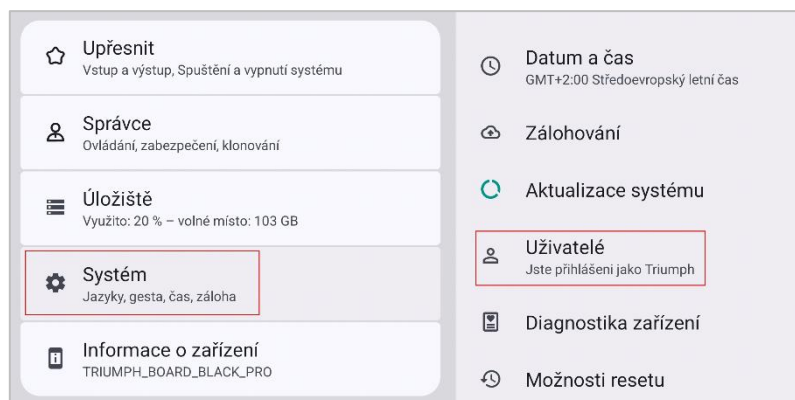 Upřesnit
Vstup a výstup, Spuštění a vypnutí systému
Správce
Ovládání, zabezpečení, klonování
Úložiště
Využito: 20 % – volné místo: 103 GB
Systém
Jazyky, gesta, čas, záloha
Informace o zařízení
TRIUMPH_BOARD_BLACK_PRO
Datum a čas
GMT+2:00 Středoevropský letní čas
Zálohování
Aktualizace systému
Uživatelé
Jste přihlášeni jako Triumph
Diagnostika zařízení
Možnosti resetu